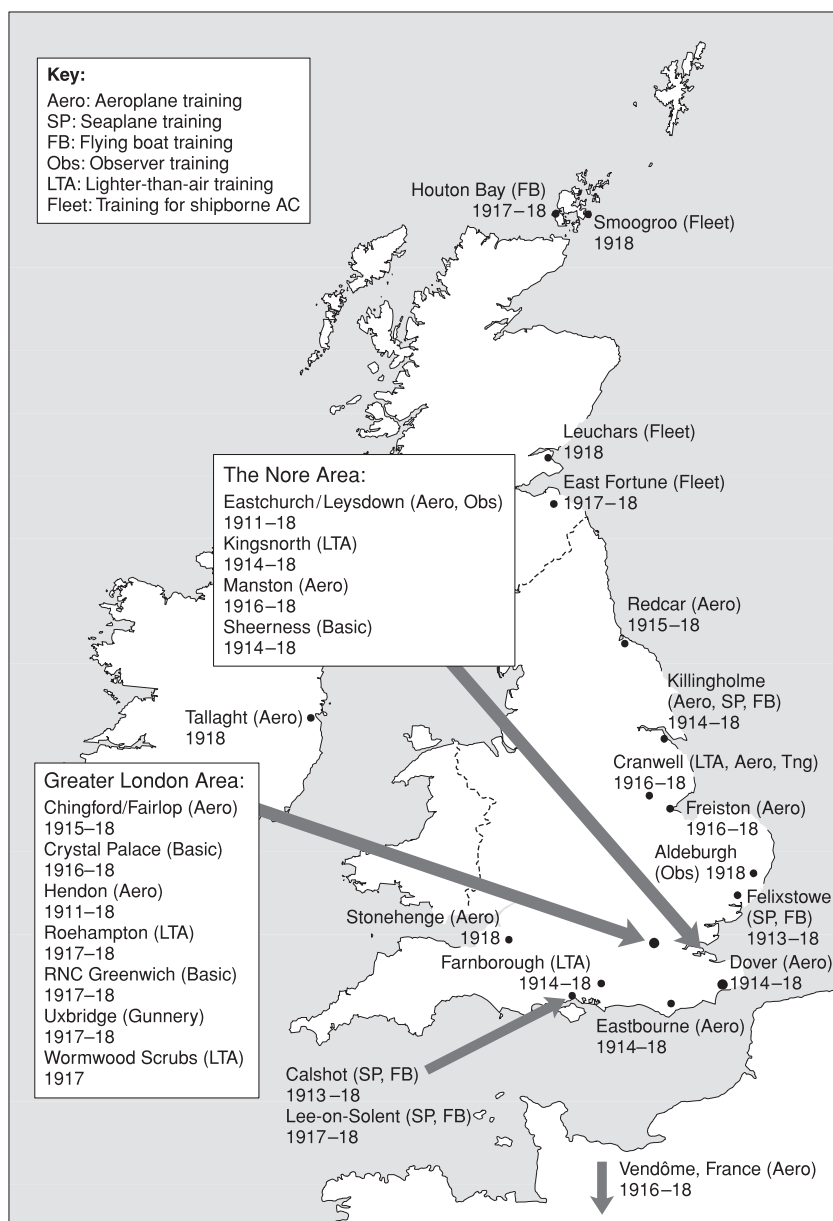 Key:
Aero: Aeroplane training
SP: Seaplane training
FB: Flying boat training
Obs: Observer training
LTA: Lighter-than-air training
Fleet: Training for shipborne AC
Houton Bay (FB)
1917–18
Smoogroo (Fleet)
1918
Leuchars (Fleet)
1918
East Fortune (Fleet)
1917–18
The Nore Area:
Eastchurch/Leysdown (Aero, Obs)
1911–18
Kingsnorth (LTA)
1914–18
Manston (Aero)
1916–18
Sheerness (Basic)
1914–18
Redcar (Aero)
1915–18
Killingholme
(Aero, SP, FB)
1914–18
Tallaght (Aero)
1918
Cranwell (LTA, Aero, Tng)
1916–18
Freiston (Aero)
1916–18
Greater London Area:
Chingford/Fairlop (Aero)
1915–18
Crystal Palace (Basic)
1916–18
Hendon (Aero)
1911–18
Roehampton (LTA)
1917–18
RNC Greenwich (Basic)
1917–18
Uxbridge (Gunnery)
1917–18
Wormwood Scrubs (LTA)
1917
Aldeburgh
(Obs) 1918
Felixstowe
(SP, FB)
1913–18
Stonehenge (Aero)
1918
Farnborough (LTA)
1914–18
Dover (Aero)
1914–18
Eastbourne (Aero)
1914–18
Calshot (SP, FB)
1913–18
Lee-on-Solent (SP, FB)
1917–18
Vendôme, France (Aero)
1916–18